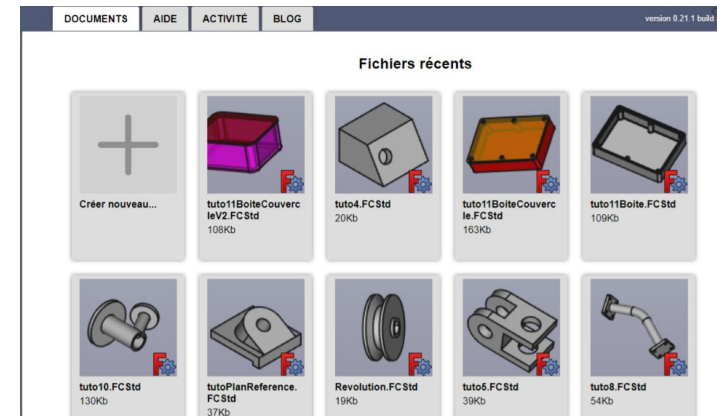 DOCUMENTS AIDE ACTIVITÉ BLOG version 0.21.1 build
Fichiers récents
Créer nouveau...
tuto11BoiteCouverc
leV2.FCStd
108Kb
tuto4.FCStd
20Kb
tuto11BoiteCouverc
le.FCStd
163Kb
tuto11Boite.FCStd
109Kb
tuto10.FCStd
130Kb
tutoPlanReference.
FCStd
37Kb
Revolution.FCStd
19Kb
tuto5.FCStd
39Kb
tuto8.FCStd
54Kb